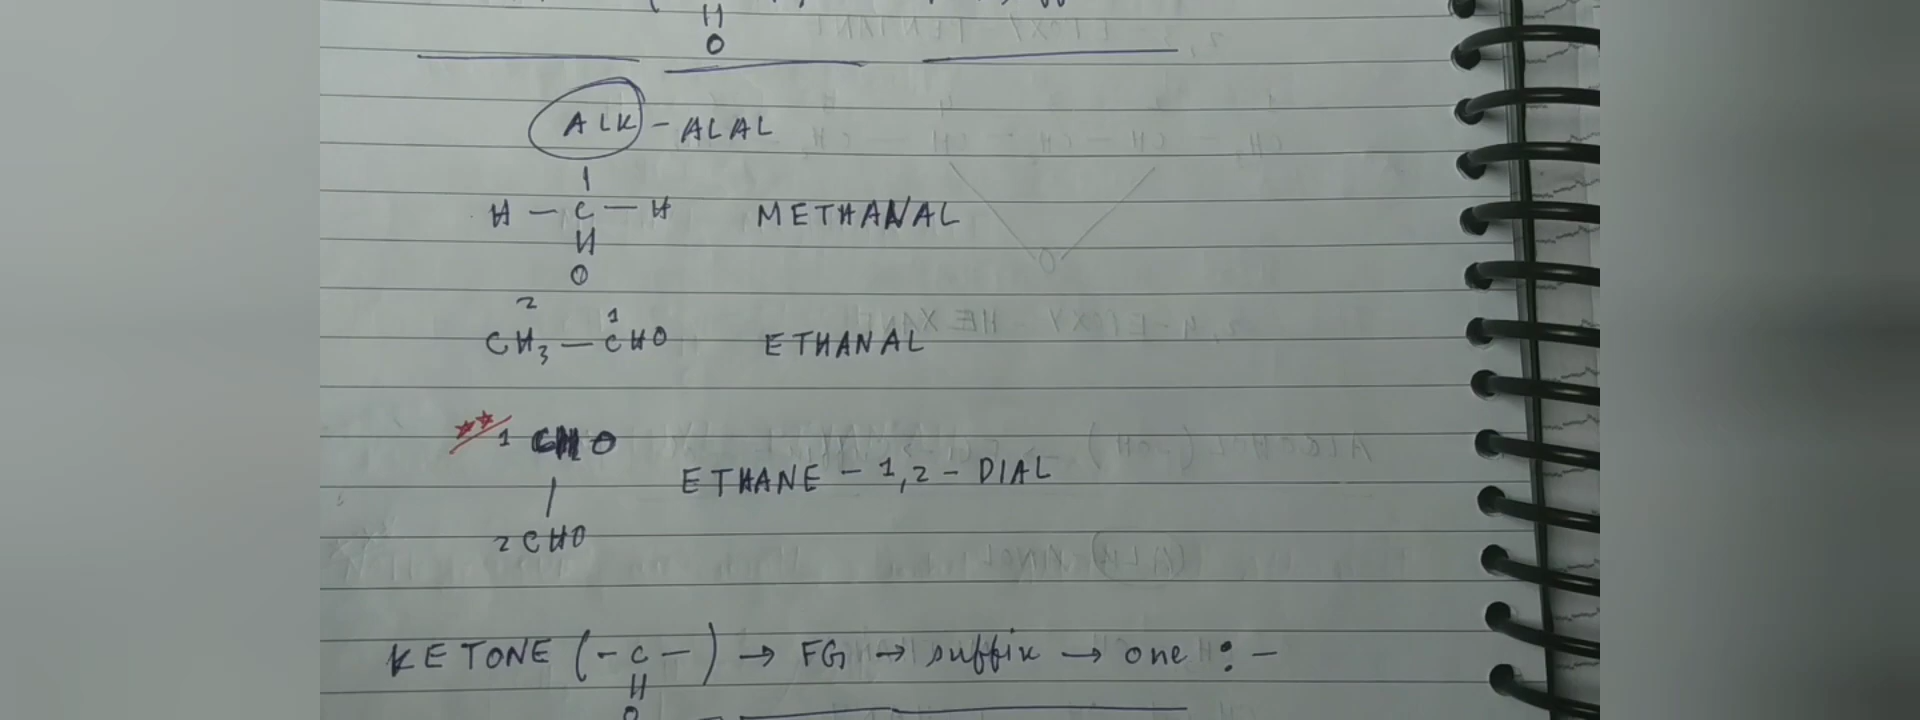 O
ALK - ALAL
H - C - H METHANAL
O
2 1
CH3 - CHO ETHANAL
1 CHO
ETHANE - 1,2 - DIAL
2 CHO
KETONE (-C-) → FG → suffix → one :-
O